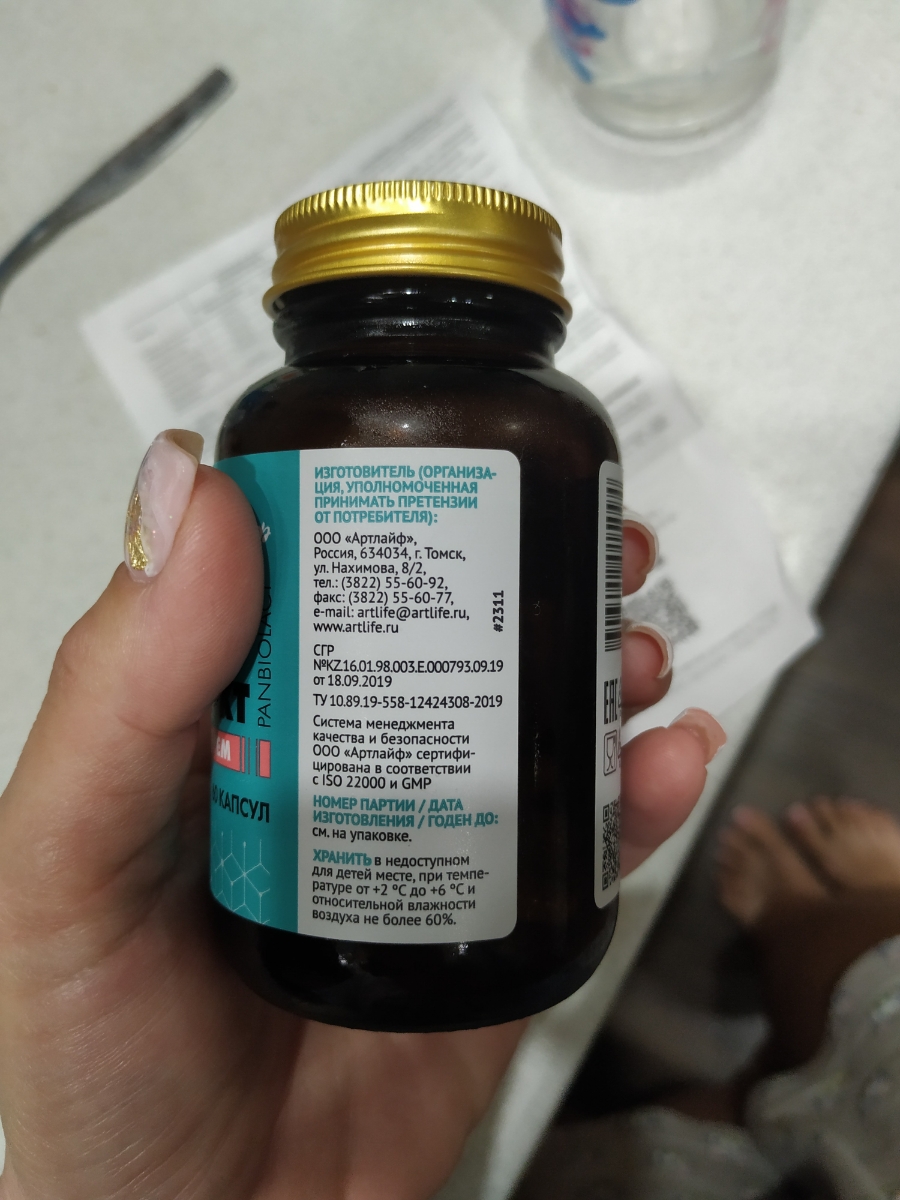 ИЗГОТОВИТЕЛЬ (ОРГАНИЗА-
ЦИЯ, УПОЛНОМОЧЕННАЯ
ПРИНИМАТЬ ПРЕТЕНЗИИ
ОТ ПОТРЕБИТЕЛЯ):
ООО «Артлайф»,
Россия, 634034, г. Томск,
ул. Нахимова, 8/2,
тел.: (3822) 55-60-92,
факс: (3822) 55-60-77,
e-mail: artlife@artlife.ru,
www.artlife.ru
#2311
СГР
№KZ.16.01.98.003.E.000793.09.19
от 18.09.2019
ТУ 10.89.19-558-12424308-2019
Система менеджмента
качества и безопасности
ООО «Артлайф» сертифи-
цирована в соответствии
с ISO 22000 и GMP
НОМЕР ПАРТИИ / ДАТА
ИЗГОТОВЛЕНИЯ / ГОДЕН ДО:
см. на упаковке.
ХРАНИТЬ в недоступном
для детей месте, при темпе-
ратуре от +2 °С до +6 °С и
относительной влажности
воздуха не более 60%.
КАПСУЛ
EAC